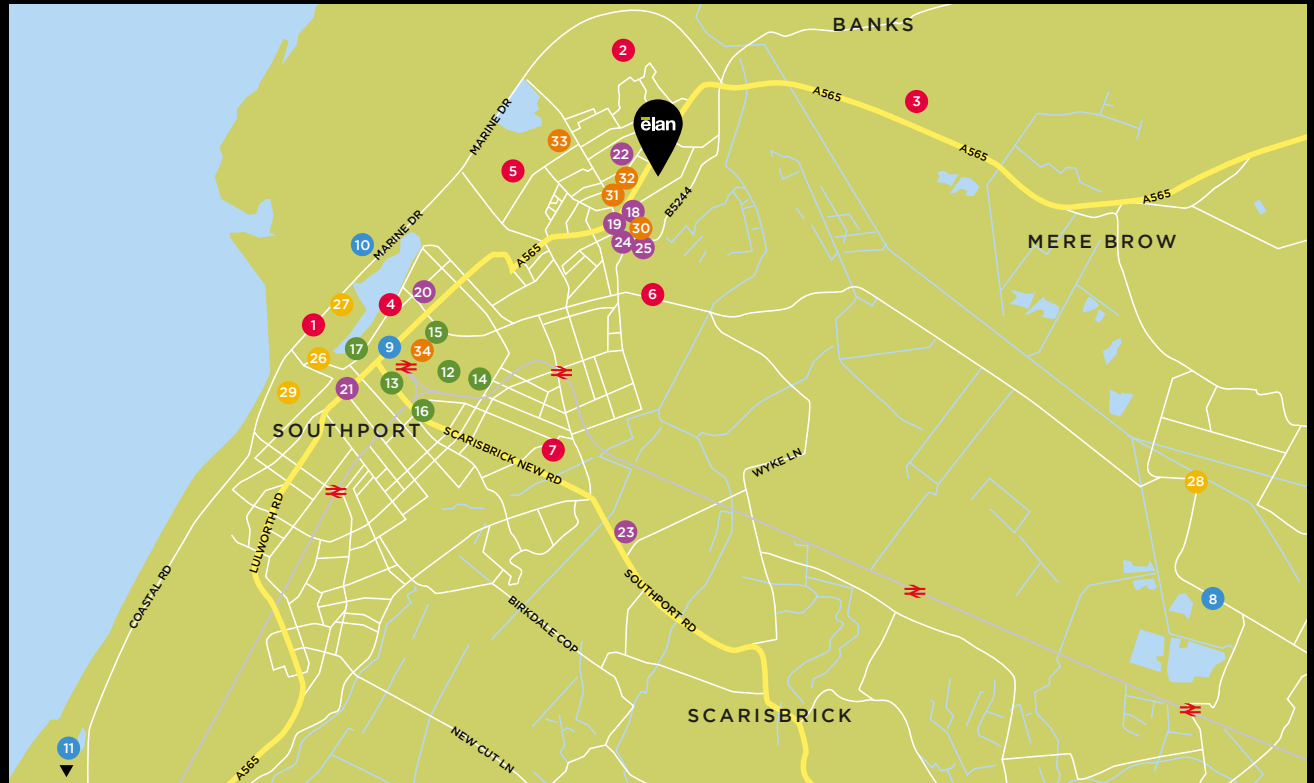 BANKS
2
A565
3
MARINE DR
ēlan
33
22
A565
5
32
31
B5244
A565
18
19
30
MARINE DR
24
25
10
A565
MERE BROW
20
6
27
4
1
15
17
9
34
26
12
14
13
21
29
16
SOUTHPORT
SCARISBRICK NEW RD
7
WYKE LN
28
LULWORTH RD
23
COASTAL RD
SOUTHPORT RD
8
BIRKDALE COP
SCARISBRICK
11
NEW CUT LN
A565